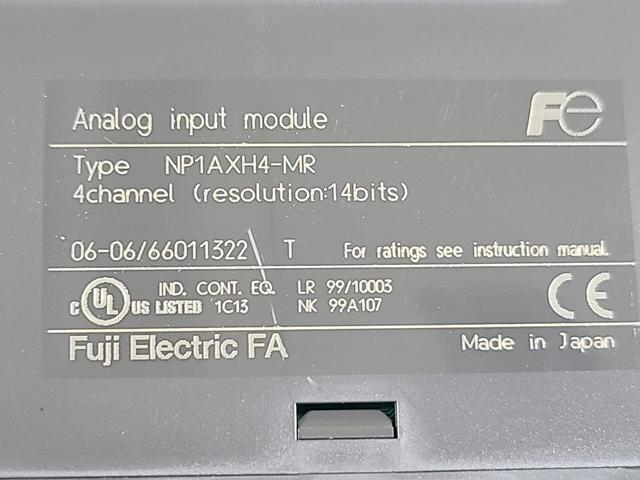 Analog input module
Fe
Type NP1AXH4-MR
4channel (resolution:14bits)
06-06/66011322 T For ratings see instruction manual.
C UL US LISTED IND. CONT. EQ. 1C13
LR 99/10003
NK 99A107
CE
Fuji Electric FA Made in Japan